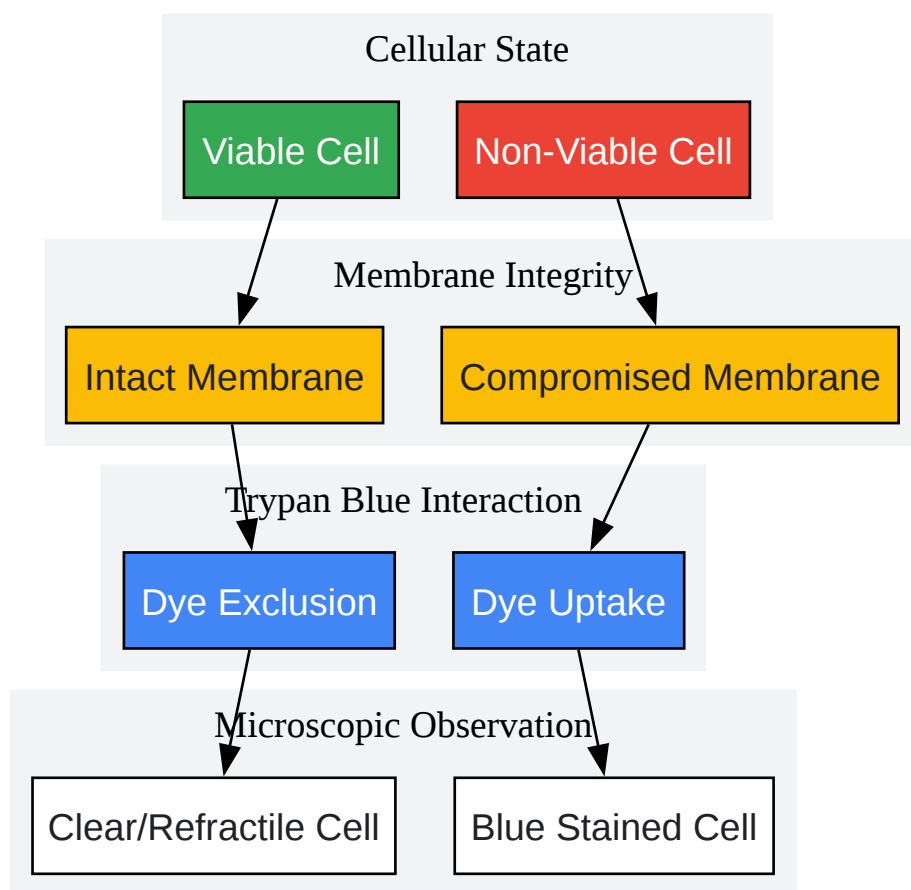 Cellular State
Viable Cell
Non-Viable Cell
Membrane Integrity
Intact Membrane
Compromised Membrane
Trypan Blue Interaction
Dye Exclusion
Dye Uptake
Microscopic Observation
Clear/Refractile Cell
Blue Stained Cell